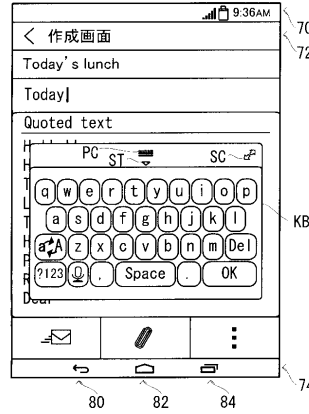 9:36AM
70
< 作成画面
72
Today's lunch
Today
Quoted text
PC
ST
SC
q w e r t y u i o p
a s d f g h j k l
KB
a A z x c v b n m Del
?123 , Space . OK
Dear
74
80 82 84